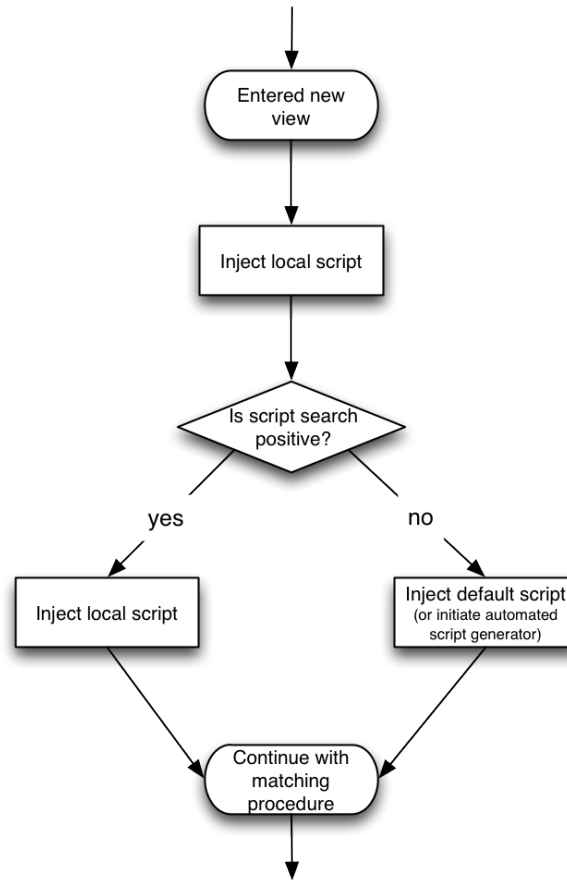 Entered new
view
Inject local script
Is script search
positive?
yes
no
Inject local script
Inject default script
(or initiate automated
script generator)
Continue with
matching
procedure